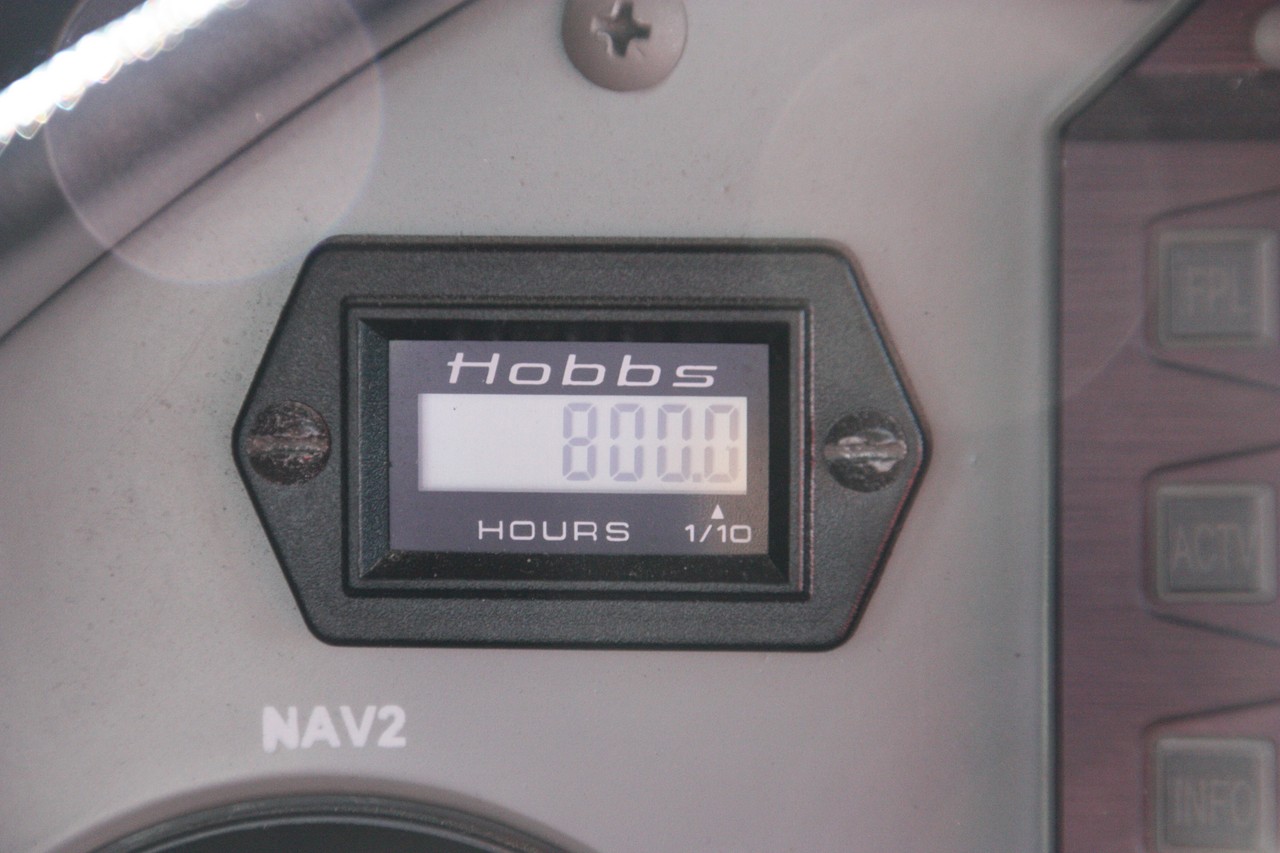 Hobbs
800.0
HOURS 1/10
NAV2
FPL
ACTV
INFO